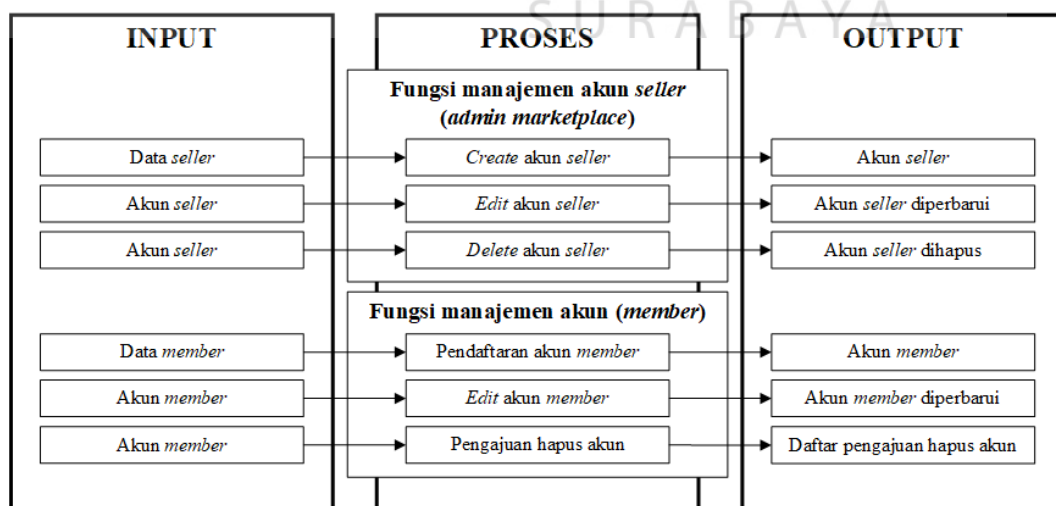 SURABAYA
INPUT
PROSES
OUTPUT
Fungsi manajemen akun seller
(admin marketplace)
Data seller
Create akun seller
Akun seller
Akun seller
Edit akun seller
Akun seller diperbarui
Akun seller
Delete akun seller
Akun seller dihapus
Fungsi manajemen akun (member)
Data member
Pendaftaran akun member
Akun member
Akun member
Edit akun member
Akun member diperbarui
Akun member
Pengajuan hapus akun
Daftar pengajuan hapus akun